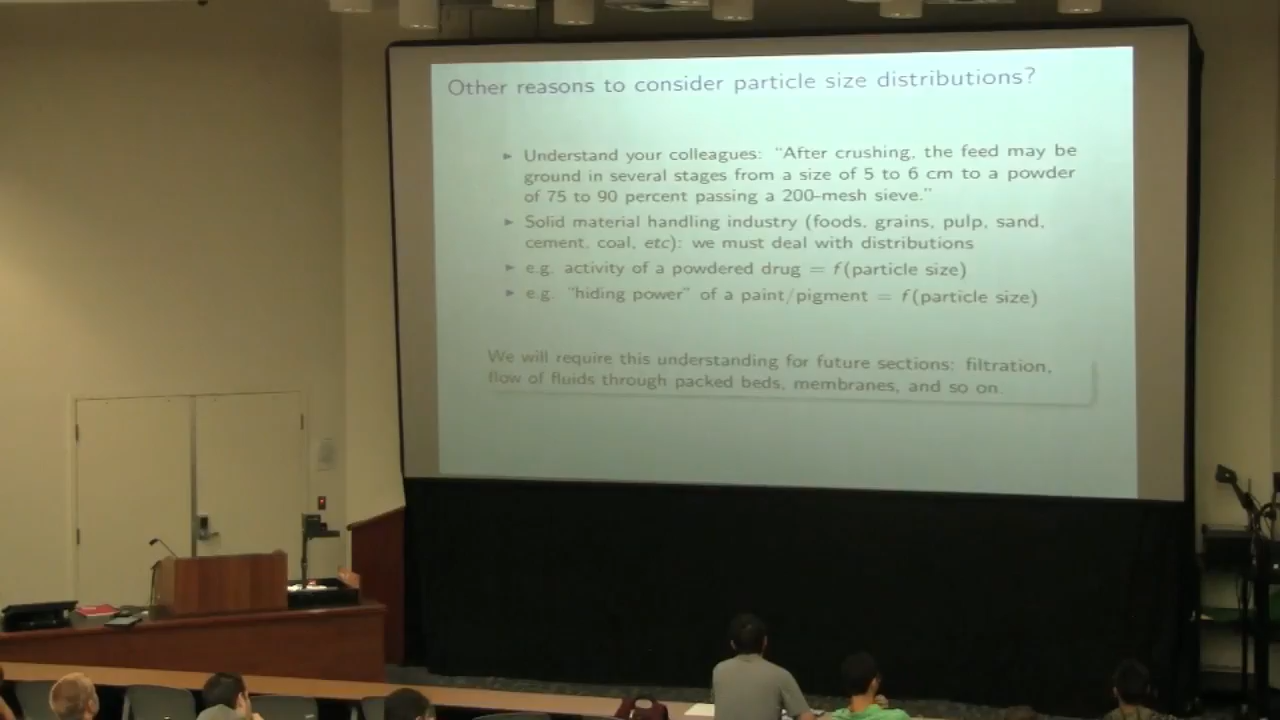 Other reasons to consider particle size distributions?
► Understand your colleagues: "After crushing, the feed may be
ground in several stages from a size of 5 to 6 cm to a powder
of 75 to 90 percent passing a 200-mesh sieve."
► Solid material handling industry (foods, grains, pulp, sand,
cement, coal, etc): we must deal with distributions
► e.g. activity of a powdered drug = f(particle size)
► e.g. "hiding power" of a paint/pigment = f(particle size)
We will require this understanding for future sections: filtration,
flow of fluids through packed beds, membranes, and so on.